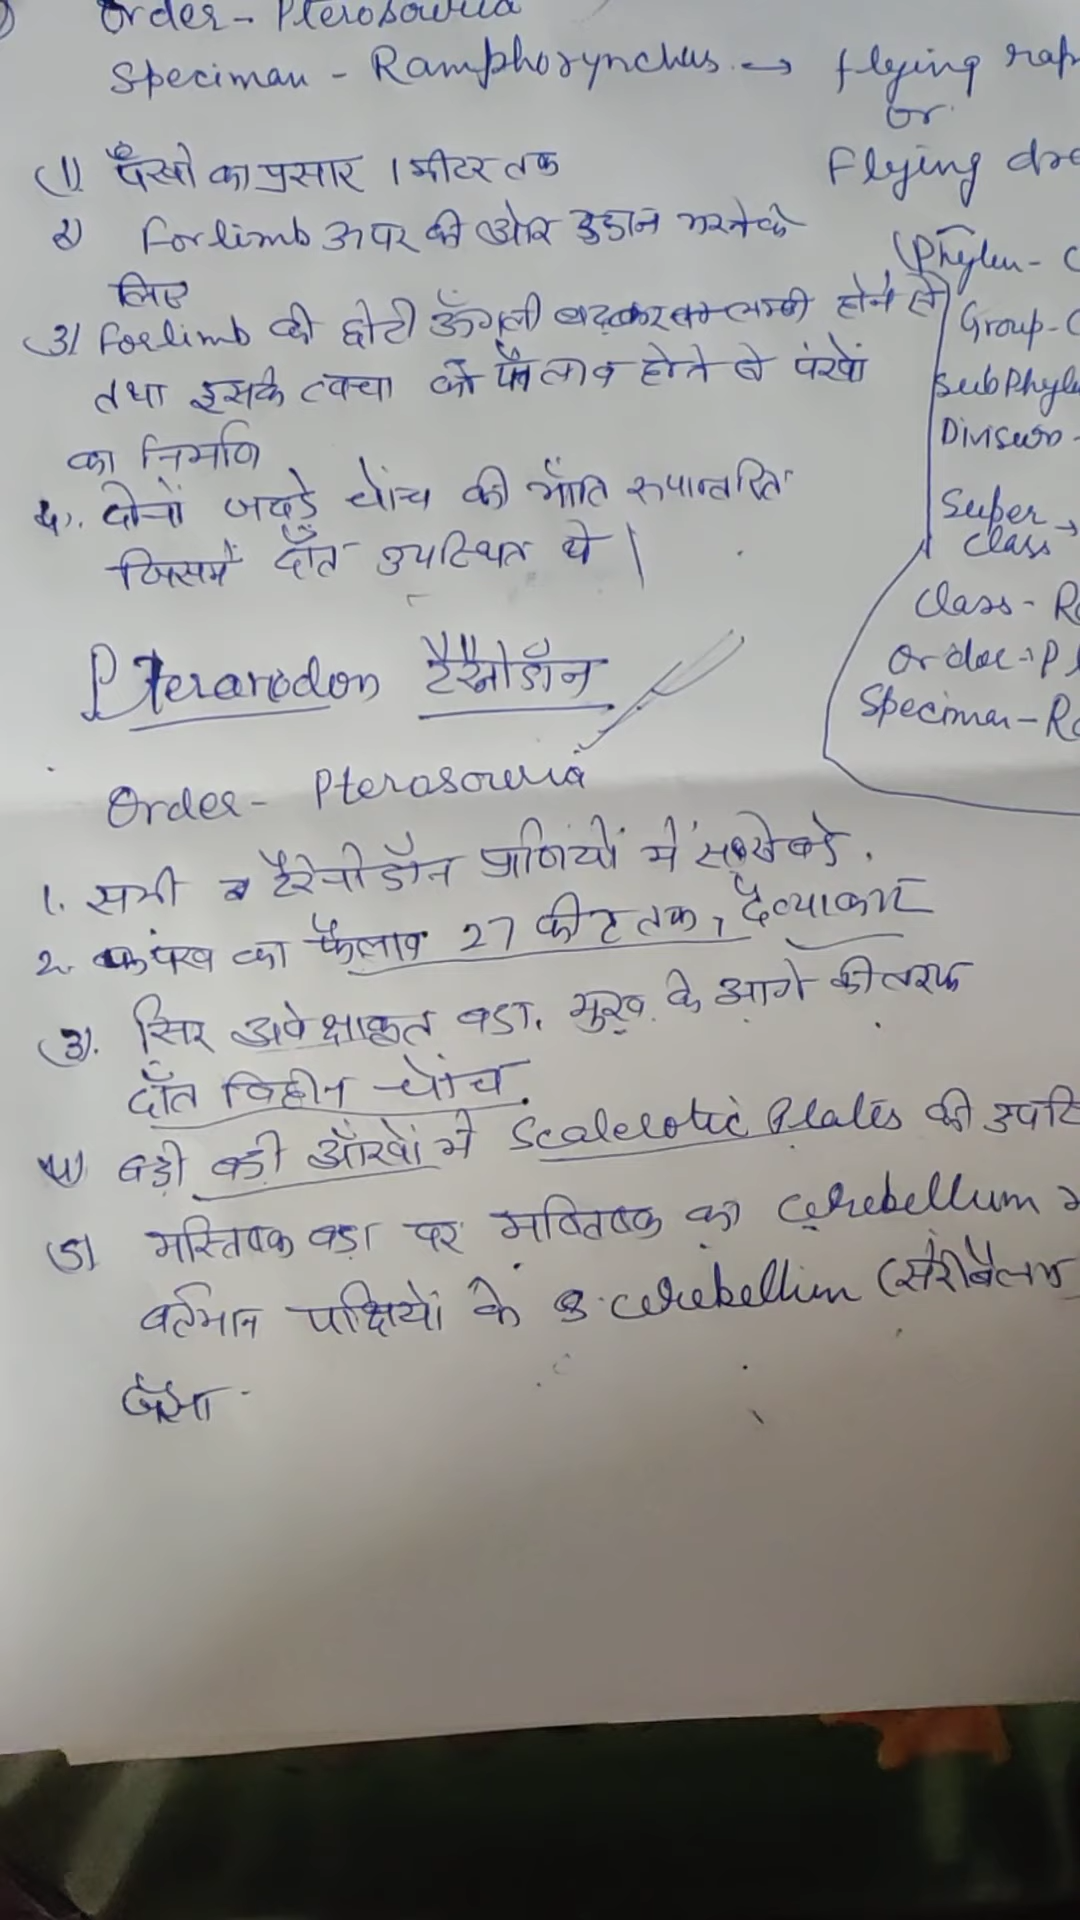 Order - Pterosauria
Speciman - Ramphorynchus → flying
or
Flying
(1) पँखो का प्रसार 1 मीटर तक
2) Forlimb ऊपर की ओर उडान भरने के
लिए
3) Forlimb की छोटी ऊँगली बढ़कर लम्बी होने से
तथा इसके त्वचा के फैलाव होने से पंखों
का निर्माण
4). दोनों जबड़े चोंच की भाँति रुपान्तरित
जिसमें दाँत उपस्थित थे |
Phylum -
Group -
SubPhylu
Division -
Super class →
Class - R
Order → P
Speciman - Ra
Pteranodon टैरैनोडॉन
Order - Pterosauria
1. सभी टैरेनोडॉन प्राणियों में सबसे बडे.
2. पंख का फैलाव 27 फीट तक, दैत्याकार
(3). सिर अपेक्षाकृत बडा. मुख के आगे की तरफ
दाँत विहीन चोंच.
4) बड़ी बड़ी आँखों में Scalerotic Plates की उपस्थि
(5) मस्तिष्क बड़ा पर मस्तिष्क का Cerebellum
वर्तमान पक्षियों के cerebellum (सेरीबैलम
जैसा